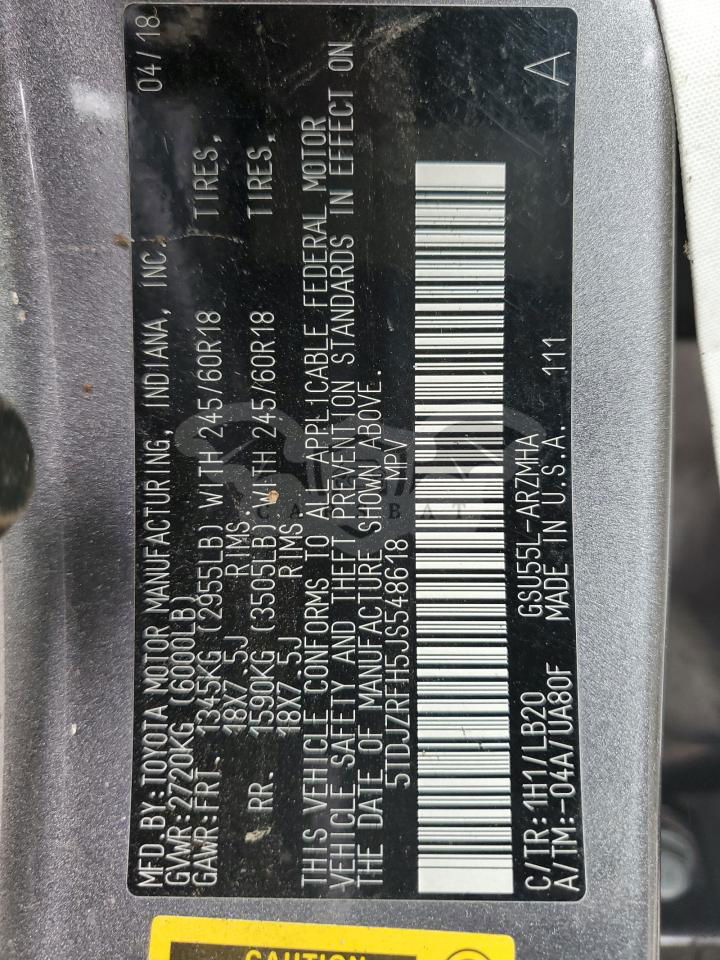 MFD.BY:TOYOTA MOTOR MANUFACTURING, INDIANA, INC. 04/18
GVWR:2720KG (6000LB)
GAWR:FRT. 1345KG (2955LB) WITH 245/60R18 TIRES,
18X7.5J RIMS.
RR. 1590KG (3505LB) WITH 245/60R18 TIRES,
18X7.5J RIMS
THIS VEHICLE CONFORMS TO ALL APPLICABLE FEDERAL MOTOR
VEHICLE SAFETY AND THEFT PREVENTION STANDARDS IN EFFECT ON
THE DATE OF MANUFACTURE SHOWN ABOVE.
5TDJZRFH5JS548618 MPV
C/TR:1H1/LB20 GSU55L-ARZMHA A
A/TM:-04A/UA80F MADE IN U.S.A. 111
CAUTION